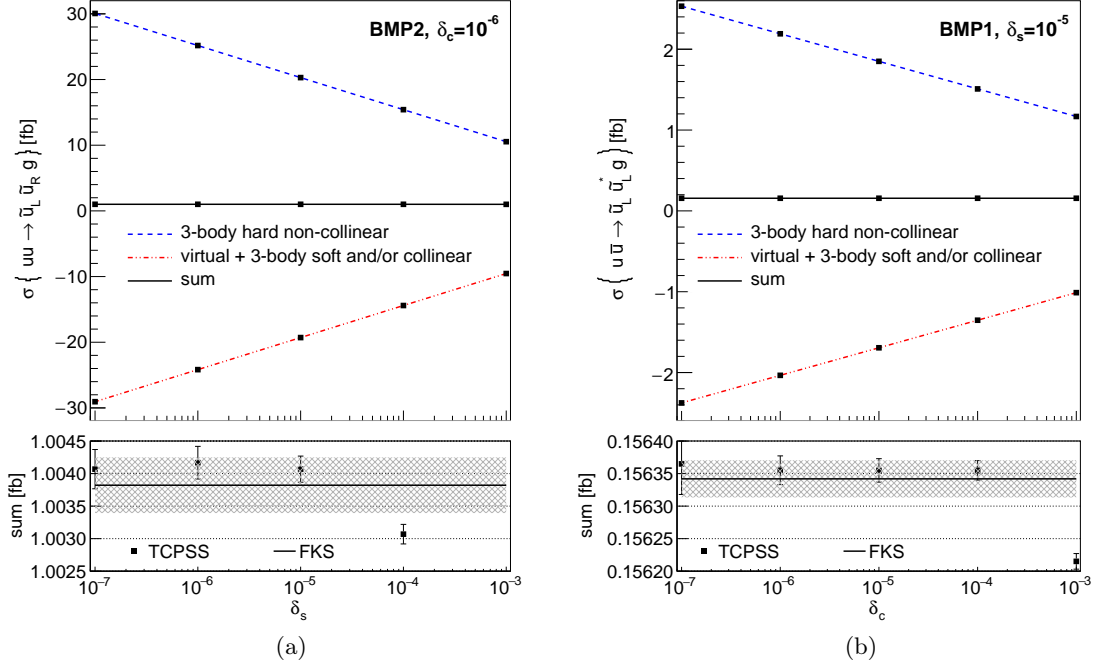 BMP2, δc=10⁻⁶
σ { uu → ũL ũR g } [fb]
30
20
10
0
−10
−20
−30
3-body hard non-collinear
virtual + 3-body soft and/or collinear
sum
sum [fb]
1.0045
1.0040
1.0035
1.0030
1.0025
TCPSS
FKS
10⁻⁷ 10⁻⁶ 10⁻⁵ 10⁻⁴ 10⁻³
δs
(a)
BMP1, δs=10⁻⁵
σ { uū → ũL ũL* g } [fb]
2
1
0
−1
−2
3-body hard non-collinear
virtual + 3-body soft and/or collinear
sum
sum [fb]
0.15640
0.15635
0.15630
0.15625
0.15620
TCPSS
FKS
10⁻⁷ 10⁻⁶ 10⁻⁵ 10⁻⁴ 10⁻³
δc
(b)